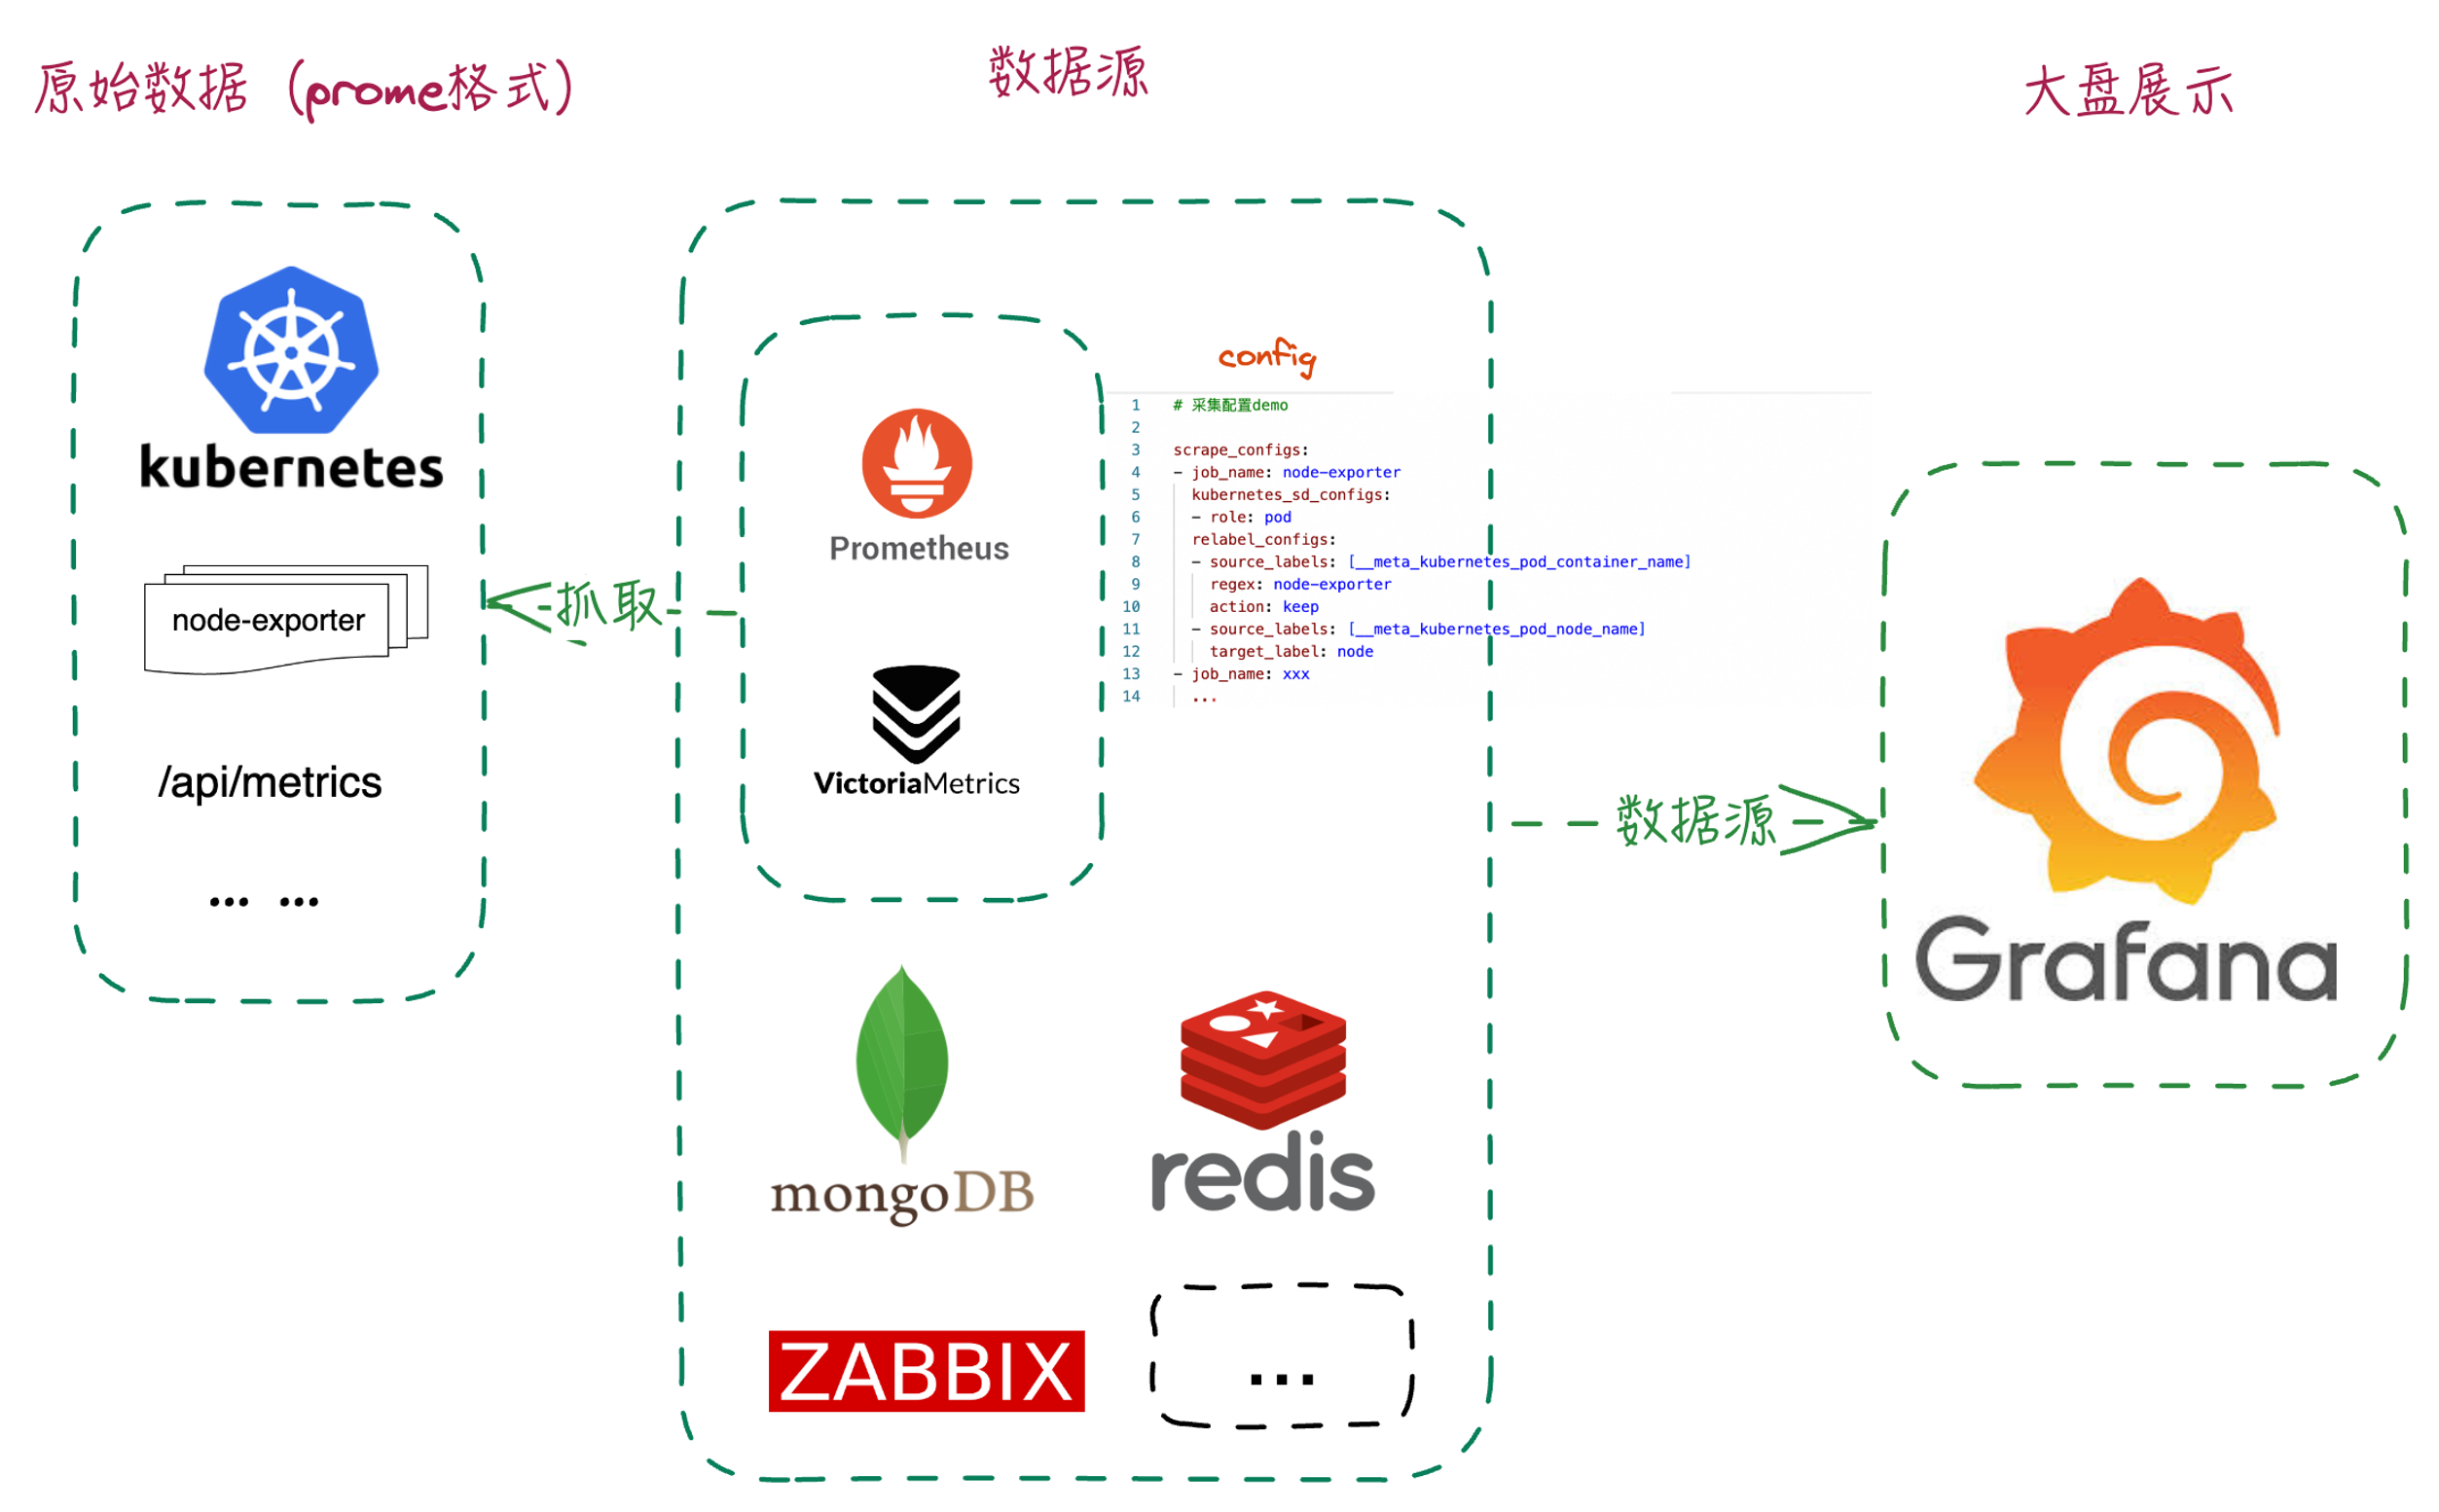 原始数据（prome格式）
数据源
大盘展示
kubernetes
node-exporter
/api/metrics
... ...
抓取
Prometheus
VictoriaMetrics
config
1 # 采集配置demo
2
3 scrape_configs:
4 - job_name: node-exporter
5 kubernetes_sd_configs:
6 - role: pod
7 relabel_configs:
8 - source_labels: [__meta_kubernetes_pod_container_name]
9 regex: node-exporter
10 action: keep
11 - source_labels: [__meta_kubernetes_pod_node_name]
12 target_label: node
13 - job_name: xxx
14 ...
mongoDB
redis
ZABBIX
...
数据源
Grafana